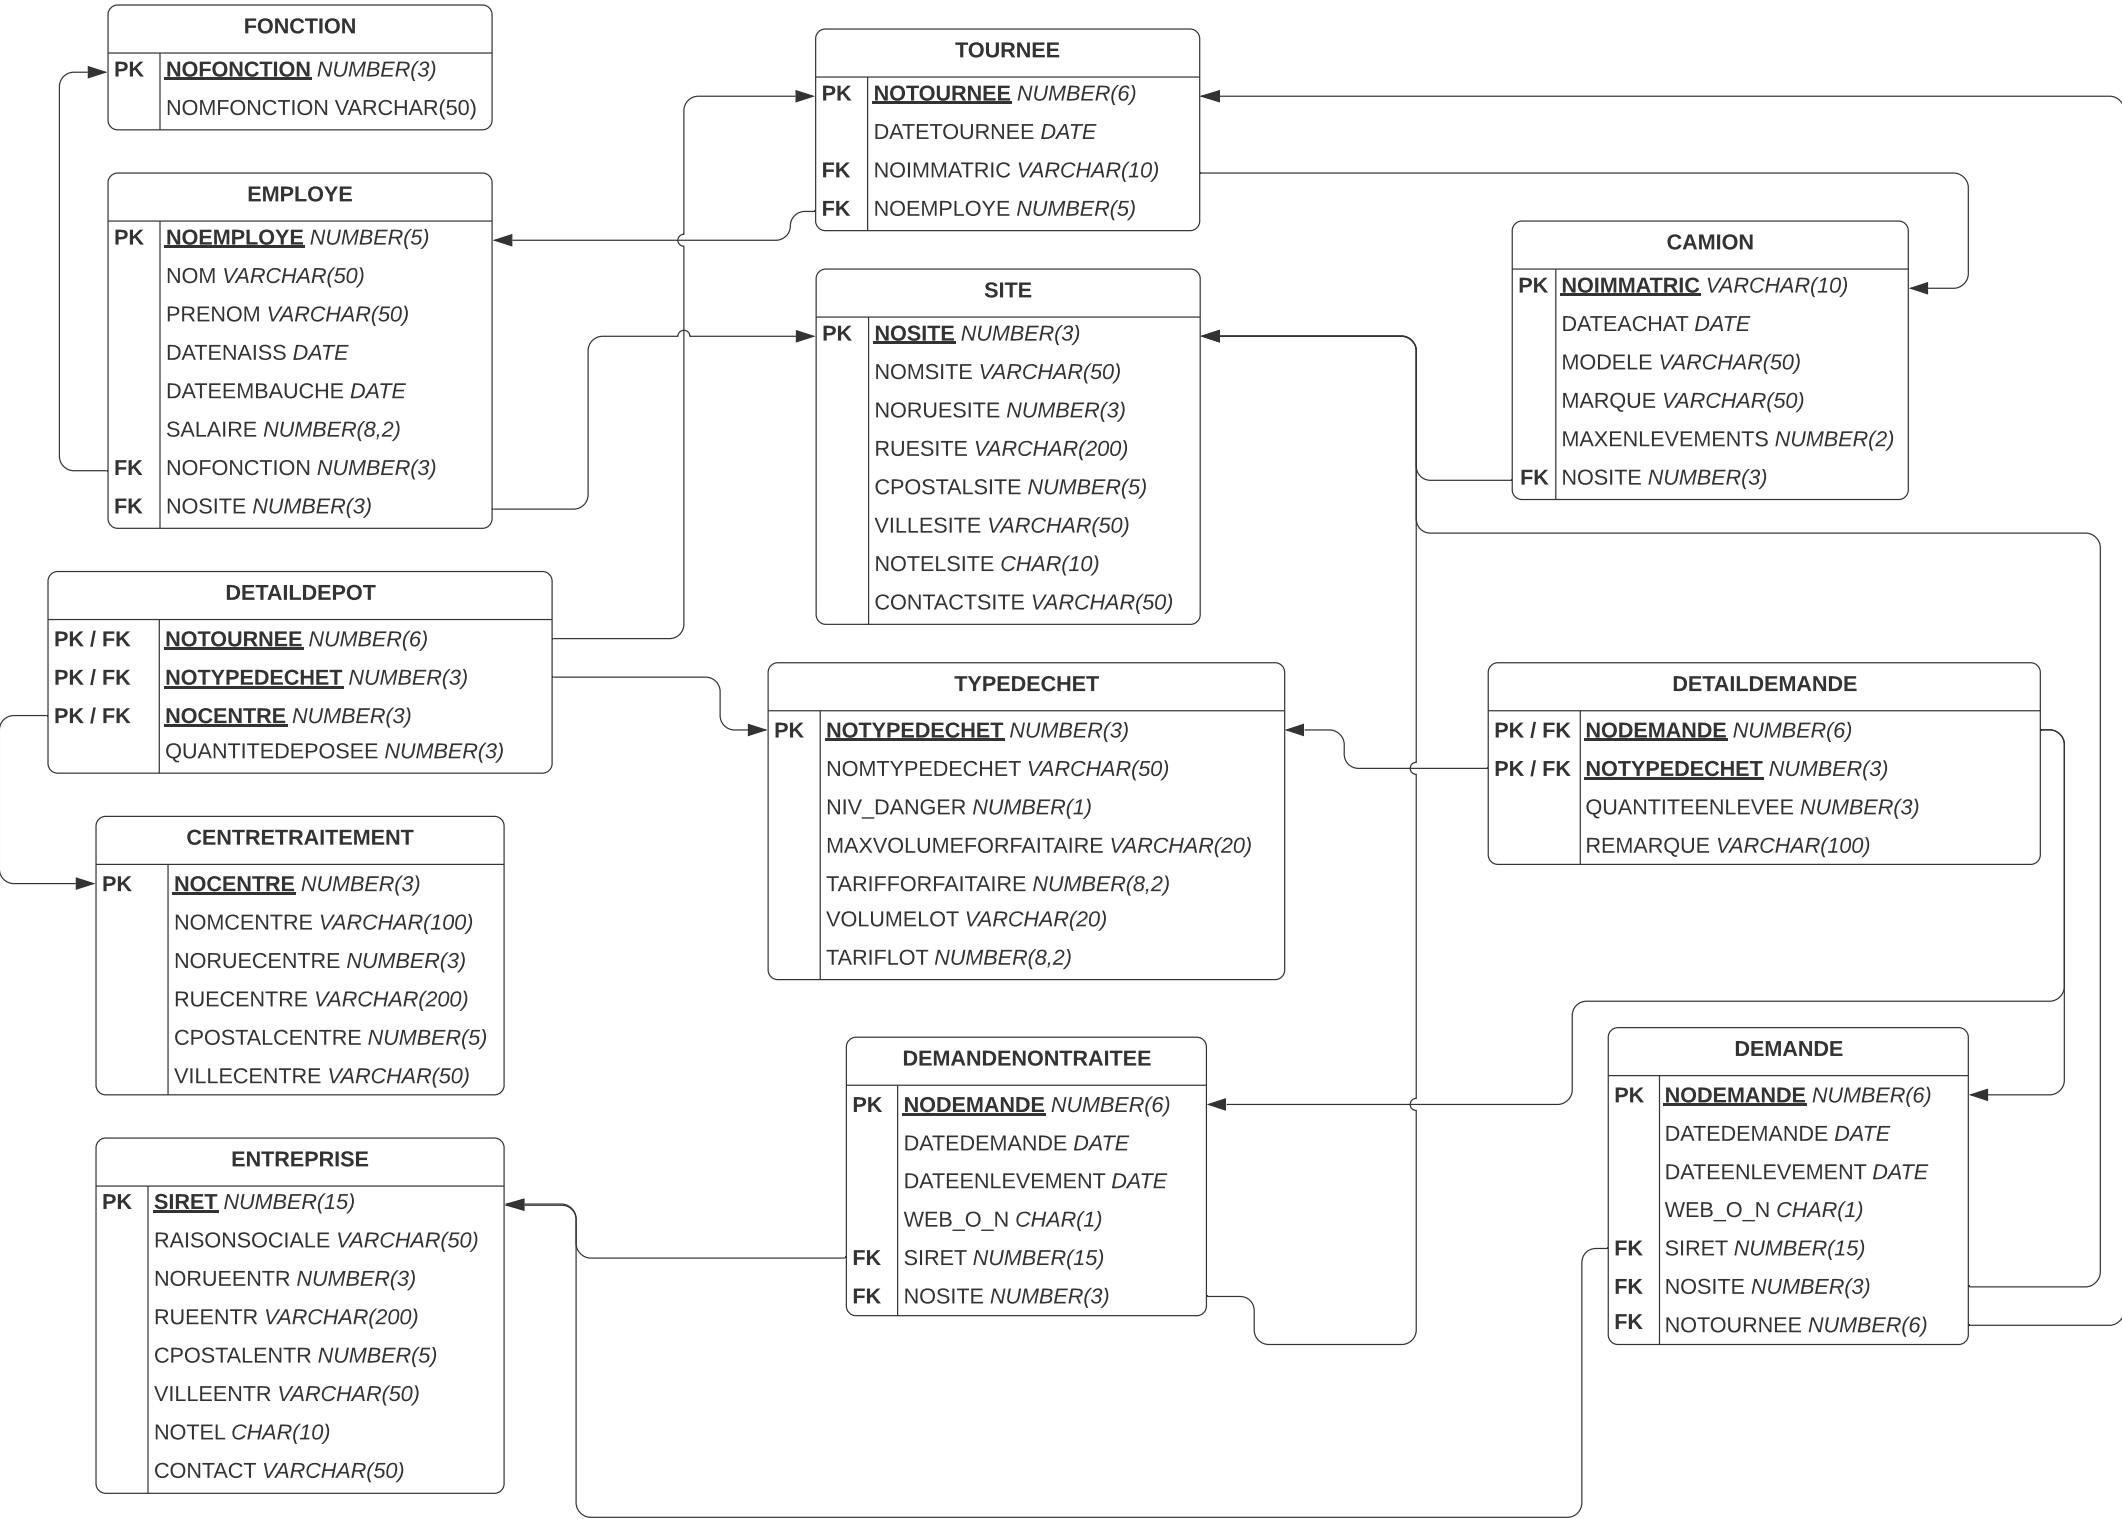 FONCTION
PK NOFONCTION NUMBER(3)
NOMFONCTION VARCHAR(50)
EMPLOYE
PK NOEMPLOYE NUMBER(5)
NOM VARCHAR(50)
PRENOM VARCHAR(50)
DATENAISS DATE
DATEEMBAUCHE DATE
SALAIRE NUMBER(8,2)
FK NOFONCTION NUMBER(3)
FK NOSITE NUMBER(3)
DETAILDEPOT
PK / FK NOTOURNEE NUMBER(6)
PK / FK NOTYPEDECHET NUMBER(3)
PK / FK NOCENTRE NUMBER(3)
QUANTITEDEPOSEE NUMBER(3)
CENTRETRAITEMENT
PK NOCENTRE NUMBER(3)
NOMCENTRE VARCHAR(100)
NORUECENTRE NUMBER(3)
RUECENTRE VARCHAR(200)
CPOSTALCENTRE NUMBER(5)
VILLECENTRE VARCHAR(50)
ENTREPRISE
PK SIRET NUMBER(15)
RAISONSOCIALE VARCHAR(50)
NORUEENTR NUMBER(3)
RUEENTR VARCHAR(200)
CPOSTALENTR NUMBER(5)
VILLEENTR VARCHAR(50)
NOTEL CHAR(10)
CONTACT VARCHAR(50)
TOURNEE
PK NOTOURNEE NUMBER(6)
DATETOURNEE DATE
FK NOIMMATRIC VARCHAR(10)
FK NOEMPLOYE NUMBER(5)
SITE
PK NOSITE NUMBER(3)
NOMSITE VARCHAR(50)
NORUESITE NUMBER(3)
RUESITE VARCHAR(200)
CPOSTALSITE NUMBER(5)
VILLESITE VARCHAR(50)
NOTELSITE CHAR(10)
CONTACTSITE VARCHAR(50)
TYPEDECHET
PK NOTYPEDECHET NUMBER(3)
NOMTYPEDECHET VARCHAR(50)
NIV_DANGER NUMBER(1)
MAXVOLUMEFORFAITAIRE VARCHAR(20)
TARIFFORFAITAIRE NUMBER(8,2)
VOLUMELOT VARCHAR(20)
TARIFLOT NUMBER(8,2)
DEMANDENONTRAITEE
PK NODEMANDE NUMBER(6)
DATEDEMANDE DATE
DATEENLEVEMENT DATE
WEB_O_N CHAR(1)
FK SIRET NUMBER(15)
FK NOSITE NUMBER(3)
CAMION
PK NOIMMATRIC VARCHAR(10)
DATEACHAT DATE
MODELE VARCHAR(50)
MARQUE VARCHAR(50)
MAXENLEVEMENTS NUMBER(2)
FK NOSITE NUMBER(3)
DETAILDEMANDE
PK / FK NODEMANDE NUMBER(6)
PK / FK NOTYPEDECHET NUMBER(3)
QUANTITEENLEVEE NUMBER(3)
REMARQUE VARCHAR(100)
DEMANDE
PK NODEMANDE NUMBER(6)
DATEDEMANDE DATE
DATEENLEVEMENT DATE
WEB_O_N CHAR(1)
FK SIRET NUMBER(15)
FK NOSITE NUMBER(3)
FK NOTOURNEE NUMBER(6)